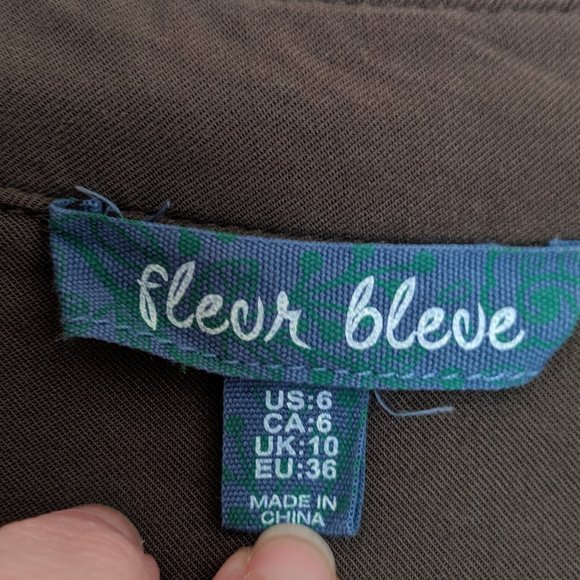 fleur bleue
US:6
CA:6
UK:10
EU:36
MADE IN
CHINA